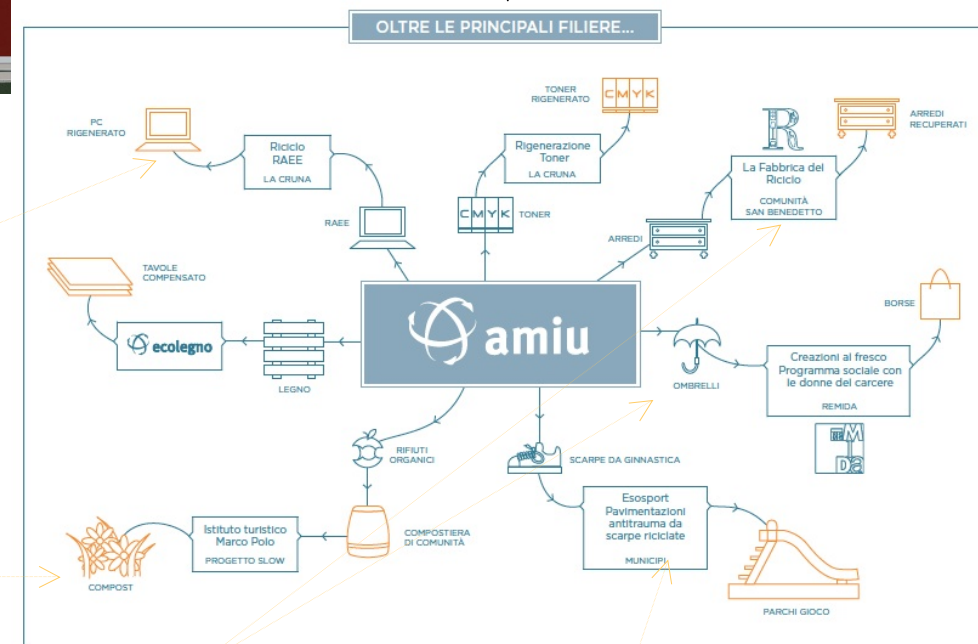 OLTRE LE PRINCIPALI FILIERE...
PC
RIGENERATO
Riciclo
RAEE
LA CRUNA
RAEE
TONER
RIGENERATO
CMYK
Rigenerazione
Toner
LA CRUNA
CMYK
TONER
R
ARREDI
RECUPERATI
La Fabbrica del
Riciclo
COMUNITÀ
SAN BENEDETTO
ARREDI
TAVOLE
COMPENSATO
ecolegno
LEGNO
amiu
OMBRELLI
BORSE
Creazioni al fresco
Programma sociale con
le donne del carcere
REMIDA
RE M
Da
RIFIUTI
ORGANICI
COMPOSTIERA
DI COMUNITÀ
Istituto turistico
Marco Polo
PROGETTO SLOW
COMPOST
SCARPE DA GINNASTICA
Esosport
Pavimentazioni
antitrauma da
scarpe riciclate
MUNICIPI
PARCHI GIOCO